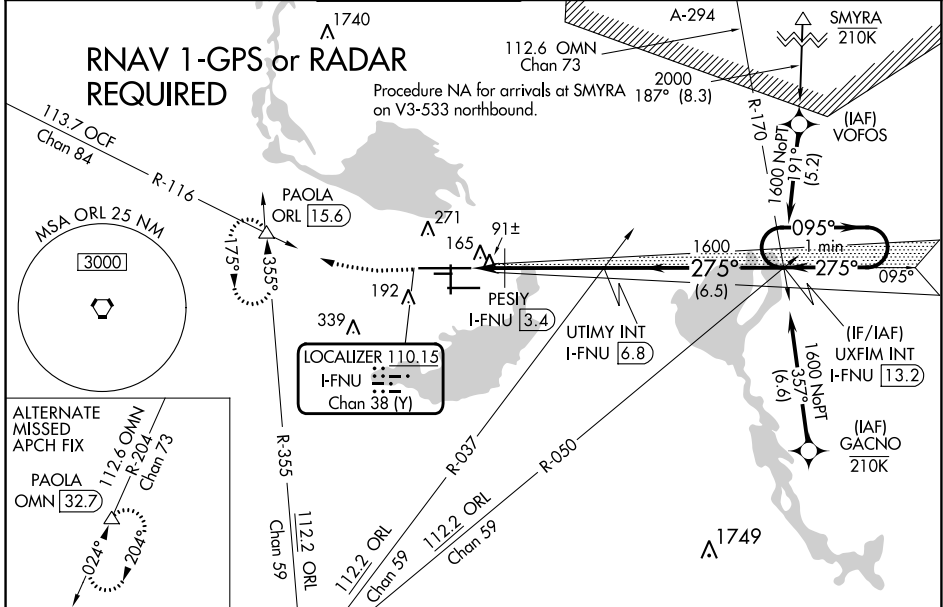 1740
A-294
SMYRA
210K
RNAV 1-GPS or RADAR
REQUIRED
112.6 OMN
Chan 73
2000
187° (8.3)
Procedure NA for arrivals at SMYRA
on V3-533 northbound.
(IAF)
VOFOS
R-170
1600 NoPT
191°
(5.2)
113.7 OCF
Chan 84
R-116
PAOLA
ORL 15.6
175°
355°
MSA ORL 25 NM
3000
271
165
91±
192
339
095°
1 min
1600
275°
(6.5)
275°
095°
PESIY
I-FNU 3.4
UTIMY INT
I-FNU 6.8
(IF/IAF)
UXFIM INT
I-FNU 13.2
LOCALIZER 110.15
I-FNU
Chan 38 (Y)
1600 NoPT
357°
(6.6)
(IAF)
GACNO
210K
R-355
112.2 ORL
Chan 59
R-037
112.2 ORL
Chan 59
R-050
112.2 ORL
Chan 59
1749
ALTERNATE
MISSED
APCH FIX
112.6 OMN
R-204
Chan 73
PAOLA
OMN 32.7
024°
204°